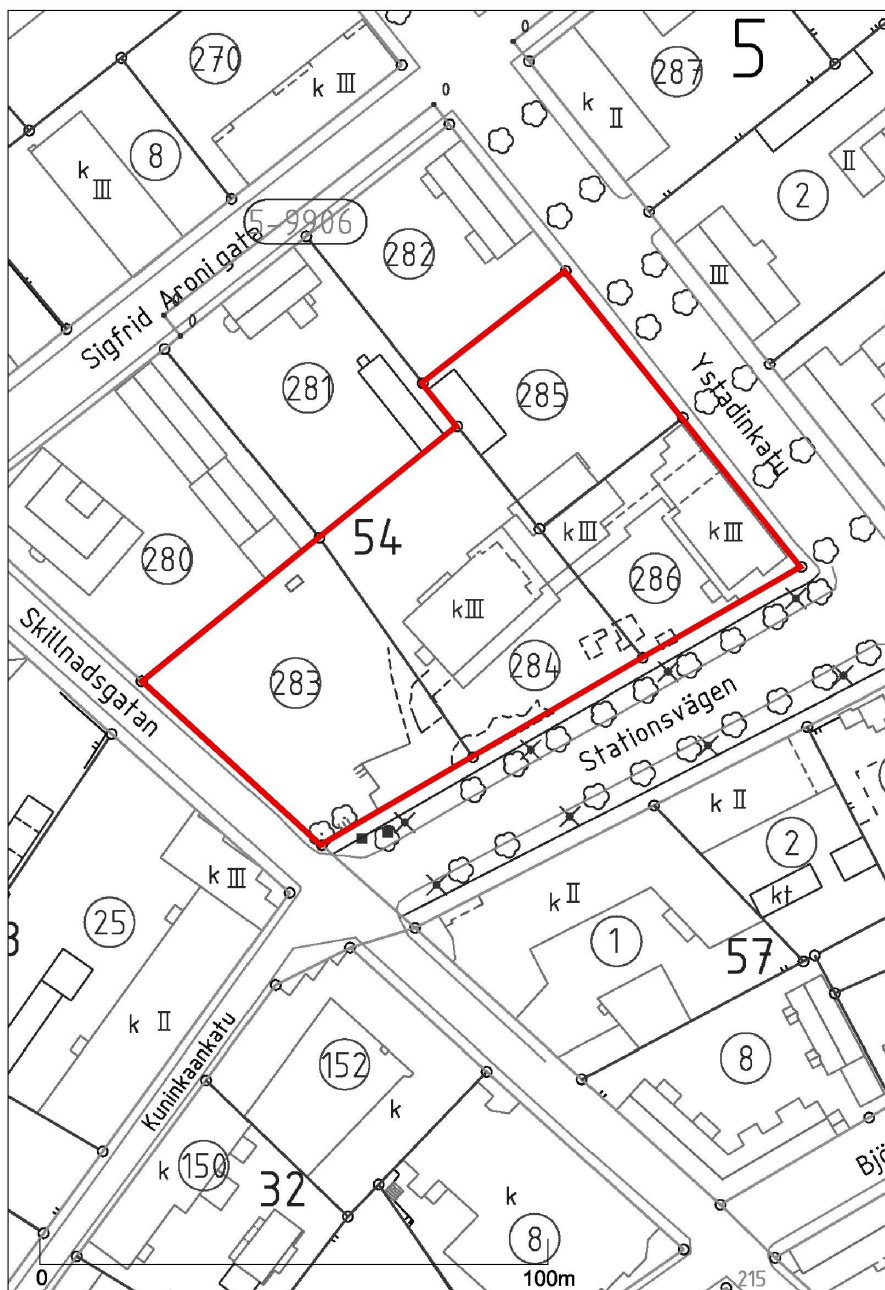 270
5
k III
287
k II
8
k III
II
2
5-9906
282
III
Sigfrid Aronigata
Ystadinkatu
281
285
54
280
k III
k III
286
k III
Skillnadsgatan
283
284
Stationsvägen
k II
2
k III
k II
kt
25
1
57
k II
Kuninkaankatu
152
8
k
k
150
32
k
8
Bjö
0
100m
215